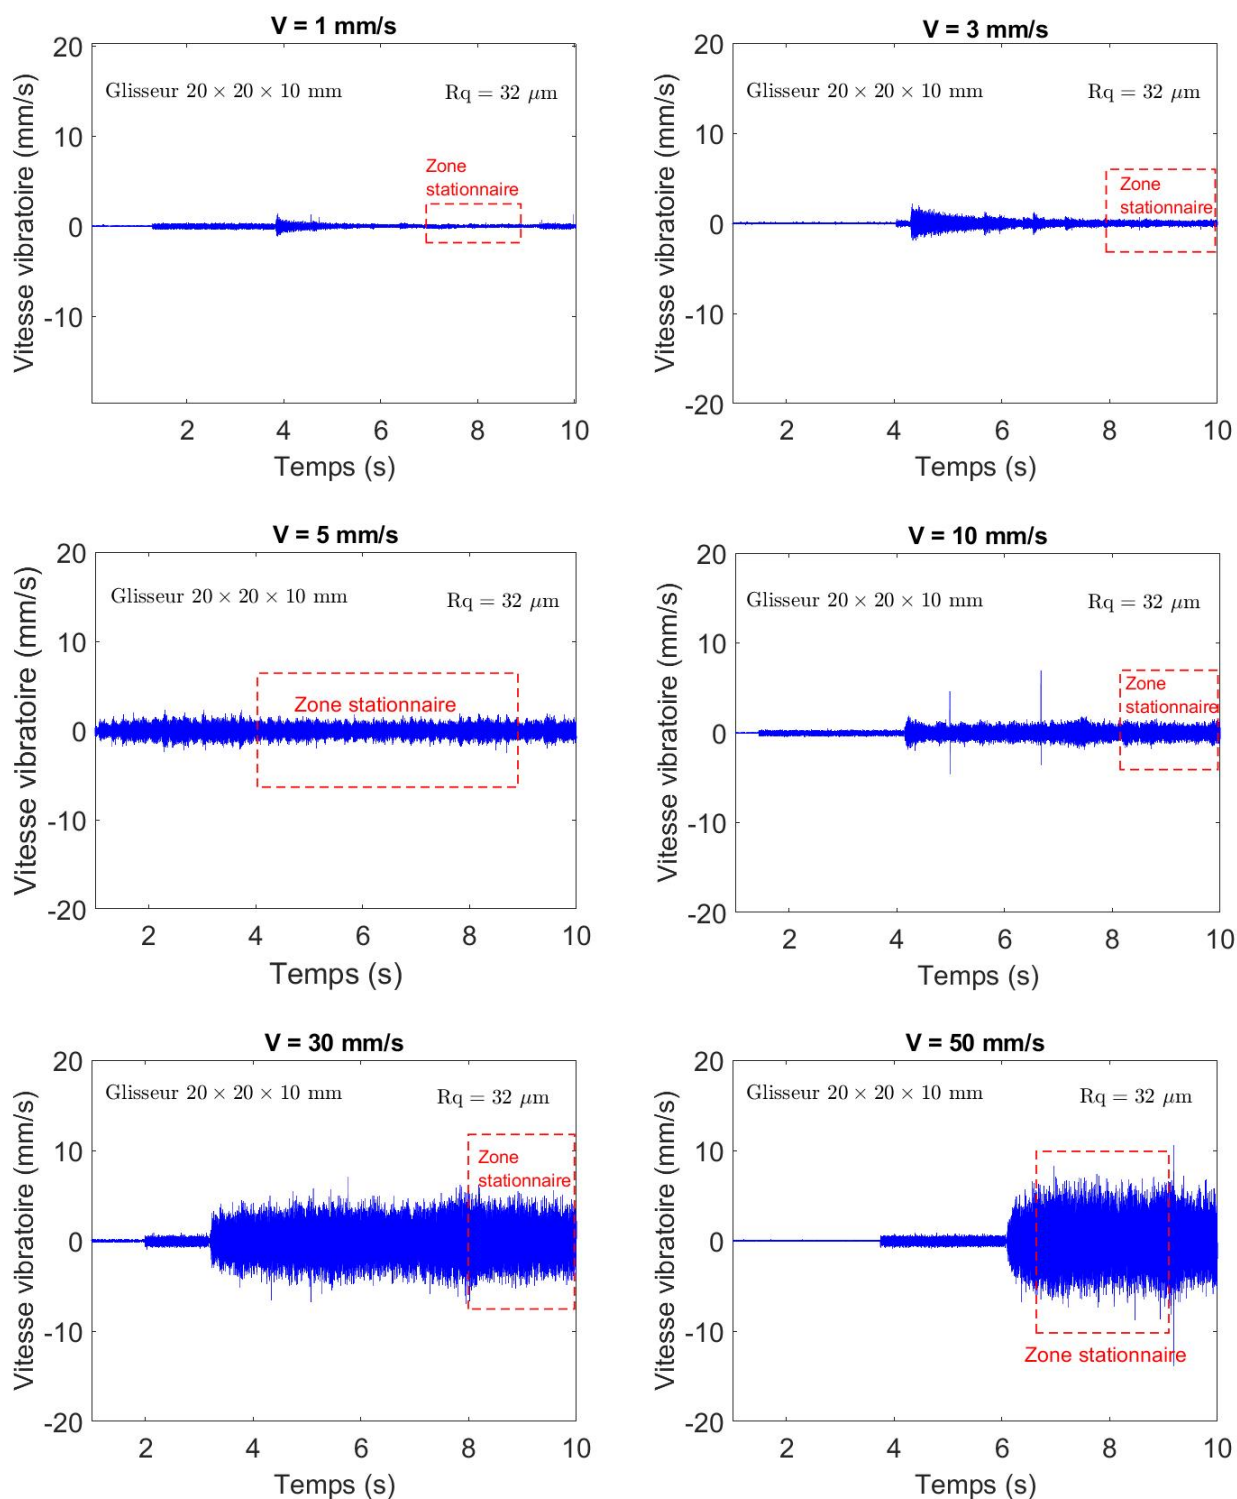 V = 1 mm/s
20
Glisseur 20 × 20 × 10 mm
Rq = 32 μm
10
Zone
stationnaire
0
-10
Vitesse vibratoire (mm/s)
2 4 6 8 10
Temps (s)
V = 3 mm/s
20
Glisseur 20 × 20 × 10 mm
Rq = 32 μm
10
Zone
stationnaire
0
-10
-20
Vitesse vibratoire (mm/s)
2 4 6 8 10
Temps (s)
V = 5 mm/s
20
Glisseur 20 × 20 × 10 mm
Rq = 32 μm
10
Zone stationnaire
0
-10
-20
Vitesse vibratoire (mm/s)
2 4 6 8 10
Temps (s)
V = 10 mm/s
20
Glisseur 20 × 20 × 10 mm
Rq = 32 μm
10
Zone
stationnaire
0
-10
-20
Vitesse vibratoire (mm/s)
2 4 6 8 10
Temps (s)
V = 30 mm/s
20
Glisseur 20 × 20 × 10 mm
Rq = 32 μm
10
Zone
stationnaire
0
-10
-20
Vitesse vibratoire (mm/s)
2 4 6 8 10
Temps (s)
V = 50 mm/s
20
Glisseur 20 × 20 × 10 mm
Rq = 32 μm
10
0
-10
Zone stationnaire
-20
Vitesse vibratoire (mm/s)
2 4 6 8 10
Temps (s)